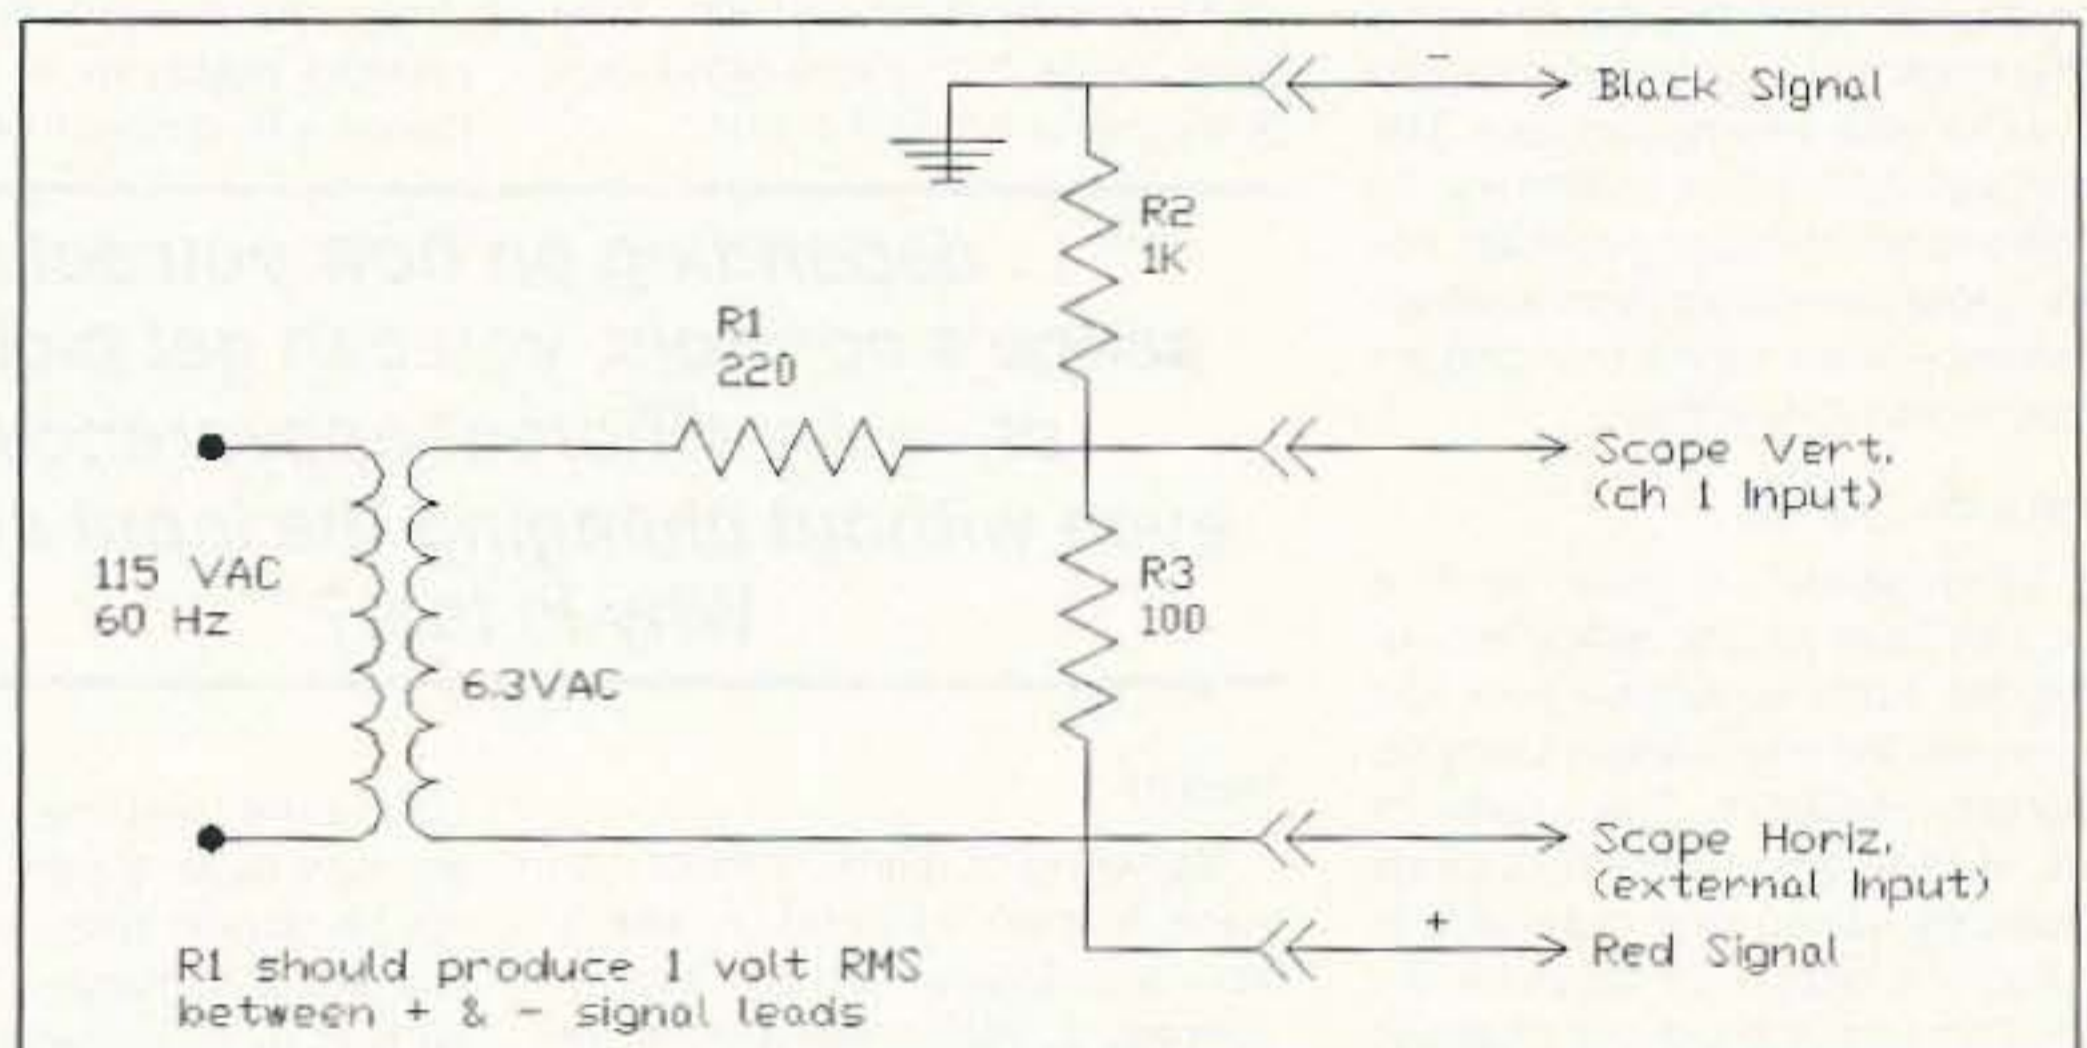 -
Black Signal
R2
1K
R1
220
Scope Vert.
(ch 1 Input)
115 VAC
60 Hz
R3
100
6.3VAC
Scope Horiz.
(external Input)
+
Red Signal
R1 should produce 1 volt RMS
between + & - signal leads